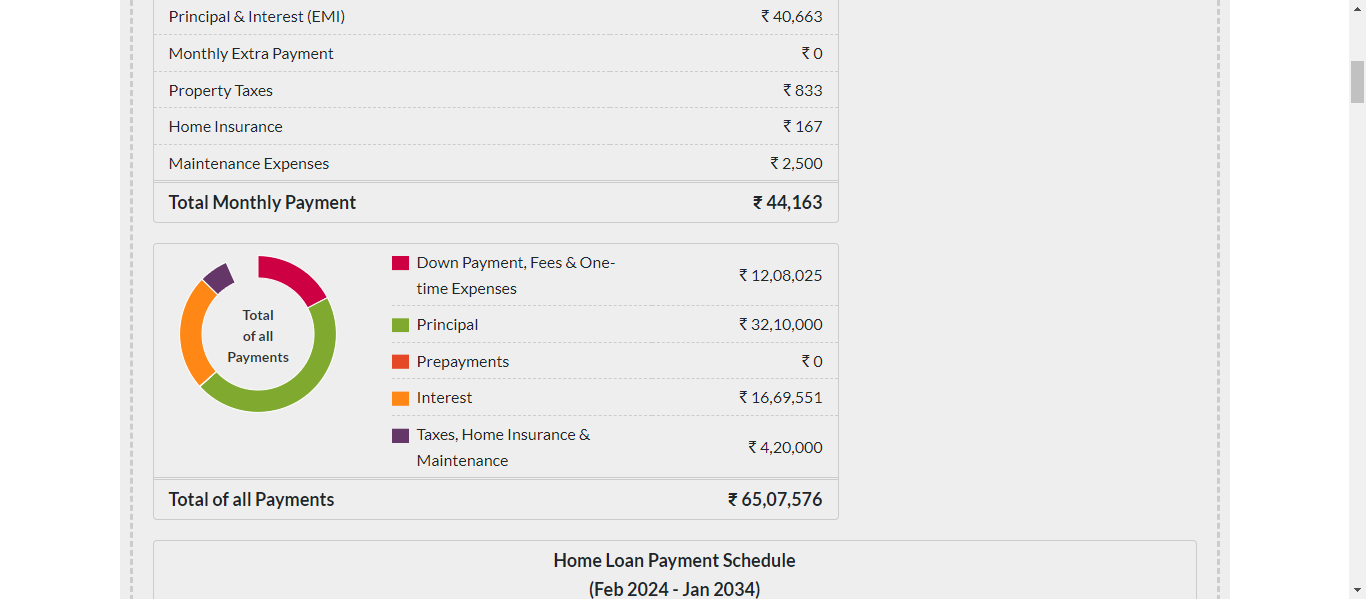 Principal & Interest (EMI) ₹ 40,663
Monthly Extra Payment ₹ 0
Property Taxes ₹ 833
Home Insurance ₹ 167
Maintenance Expenses ₹ 2,500
Total Monthly Payment ₹ 44,163
Total
of all
Payments
Down Payment, Fees & One-
time Expenses ₹ 12,08,025
Principal ₹ 32,10,000
Prepayments ₹ 0
Interest ₹ 16,69,551
Taxes, Home Insurance &
Maintenance ₹ 4,20,000
Total of all Payments ₹ 65,07,576
Home Loan Payment Schedule
(Feb 2024 - Jan 2034)